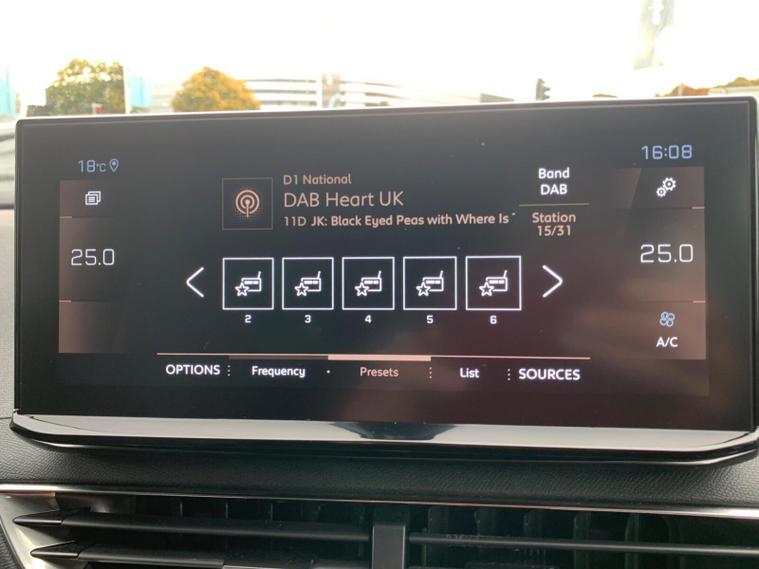 18°C
16:08
D1 National
DAB Heart UK
11D JK: Black Eyed Peas with Where Is
Band
DAB
Station
15/31
25.0
25.0
2 3 4 5 6
A/C
OPTIONS Frequency Presets List SOURCES